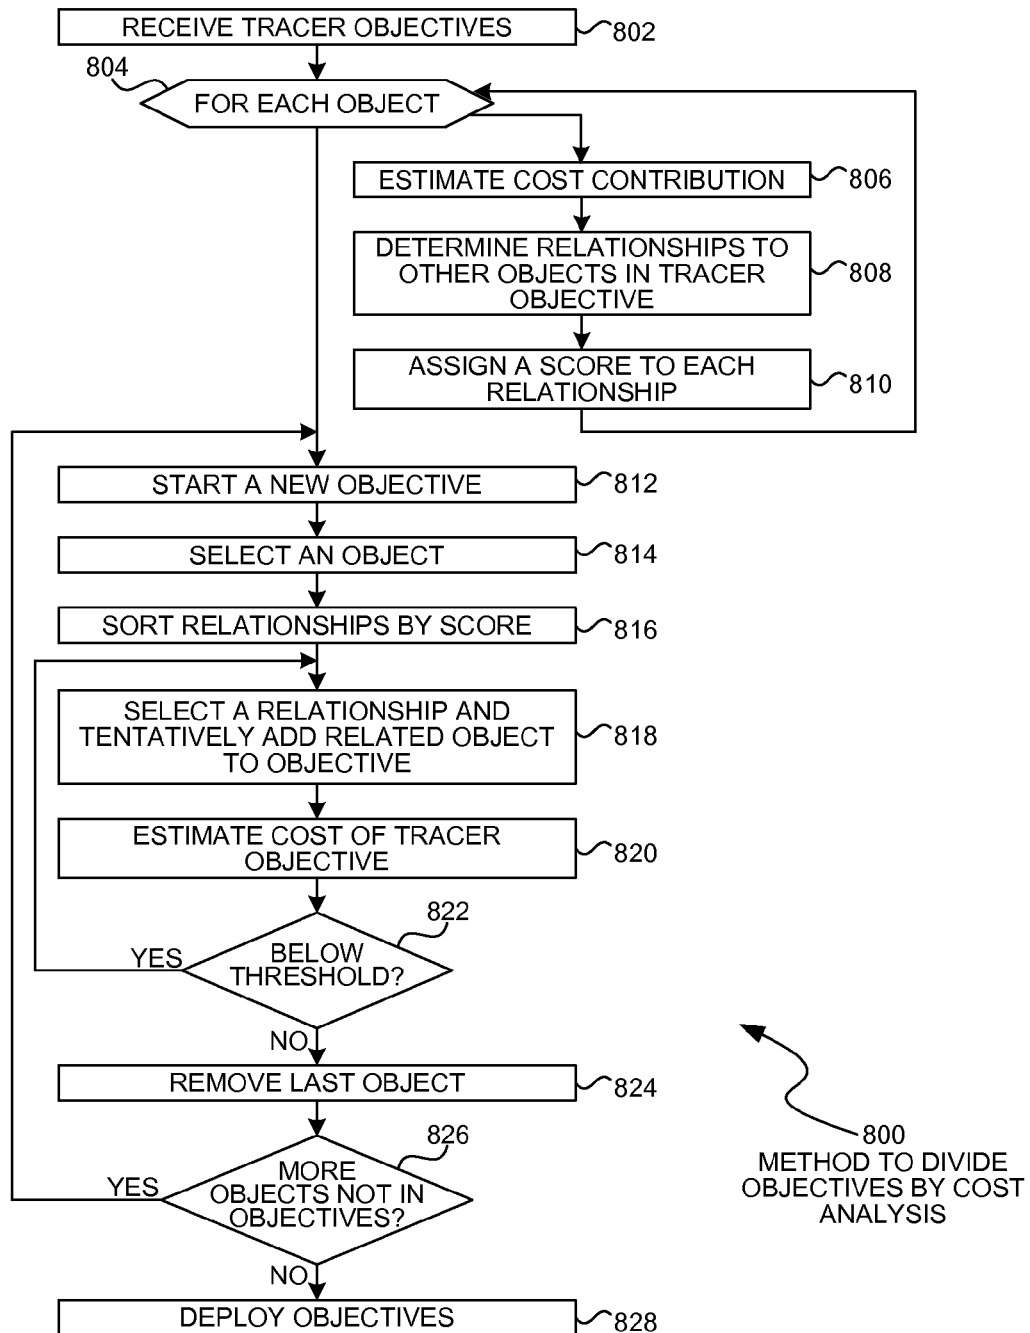 RECEIVE TRACER OBJECTIVES
802
804
FOR EACH OBJECT
ESTIMATE COST CONTRIBUTION
806
DETERMINE RELATIONSHIPS TO
OTHER OBJECTS IN TRACER
OBJECTIVE
808
ASSIGN A SCORE TO EACH
RELATIONSHIP
810
START A NEW OBJECTIVE
812
SELECT AN OBJECT
814
SORT RELATIONSHIPS BY SCORE
816
SELECT A RELATIONSHIP AND
TENTATIVELY ADD RELATED OBJECT
TO OBJECTIVE
818
ESTIMATE COST OF TRACER
OBJECTIVE
820
822
YES
BELOW
THRESHOLD?
NO
REMOVE LAST OBJECT
824
826
YES
MORE
OBJECTS NOT IN
OBJECTIVES?
NO
DEPLOY OBJECTIVES
828
800
METHOD TO DIVIDE
OBJECTIVES BY COST
ANALYSIS